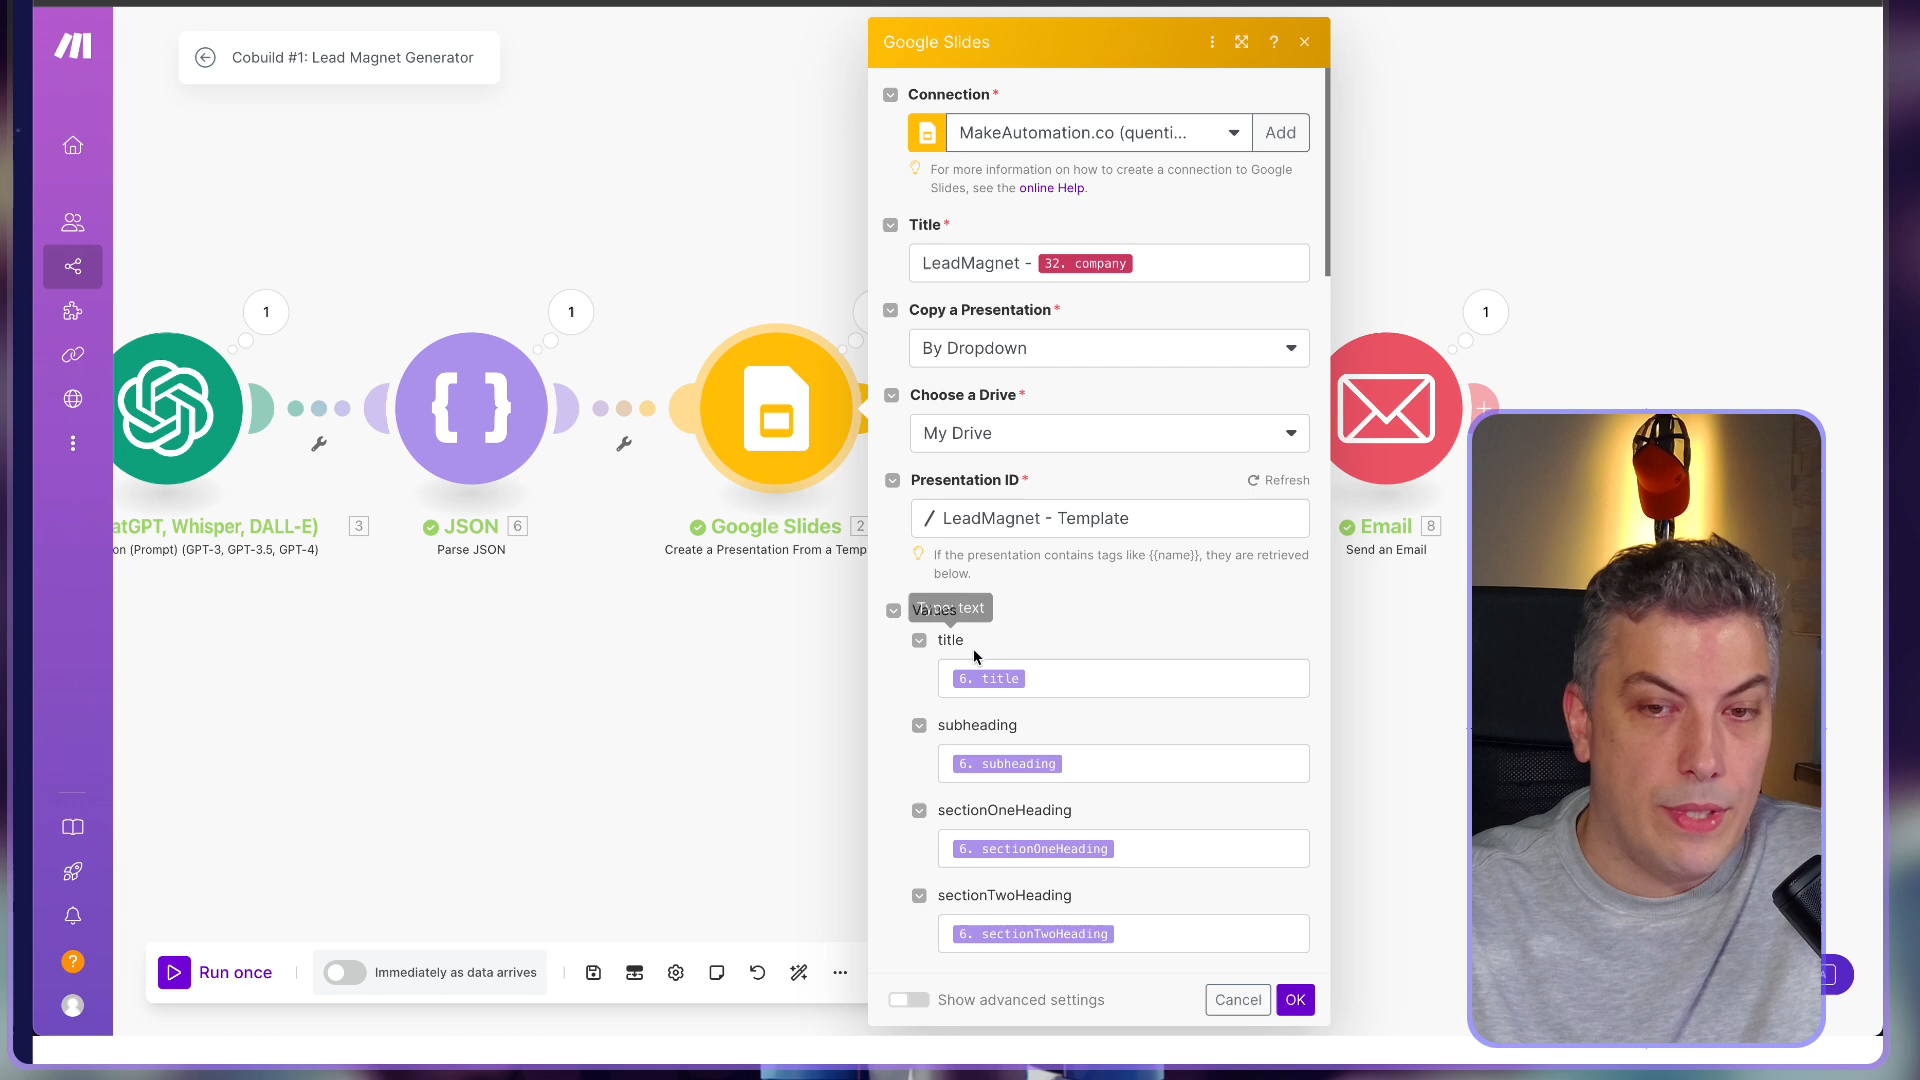 Cobuild #1: Lead Magnet Generator
Google Slides
?
Connection *
MakeAutomation.co (quenti...
Add
For more information on how to create a connection to Google
Slides, see the online Help.
Title *
LeadMagnet - 32. company
Copy a Presentation *
By Dropdown
Choose a Drive *
My Drive
Presentation ID *
Refresh
/ LeadMagnet - Template
If the presentation contains tags like {{name}}, they are retrieved
below.
Values
Type: text
title
6. title
subheading
6. subheading
sectionOneHeading
6. sectionOneHeading
sectionTwoHeading
6. sectionTwoHeading
Show advanced settings
Cancel
OK
1
1
1
atGPT, Whisper, DALL-E) 3
on (Prompt) (GPT-3, GPT-3.5, GPT-4)
JSON 6
Parse JSON
Google Slides 2
Create a Presentation From a Temp
Email 8
Send an Email
Run once
Immediately as data arrives
?